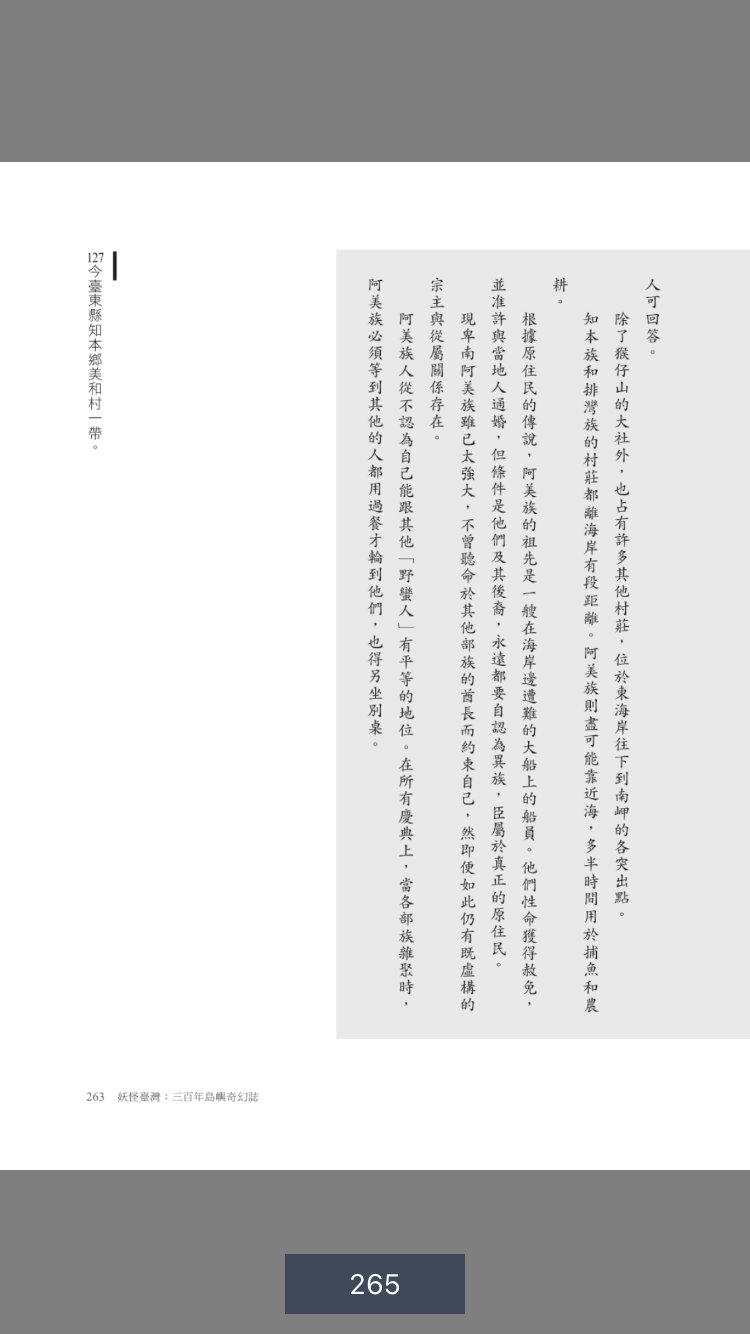 人可回答。
除了猴仔山的大社外，也占有許多其他村莊，位於東海岸往下到南岬的各突出點。
知本族和排灣族的村莊都離海岸有段距離。阿美族則盡可能靠近海，多半時間用於捕魚和農
耕。
根據原住民的傳說，阿美族的祖先是一艘在海岸邊遭難的大船上的船員。他們性命獲得赦免，
並准許與當地人通婚，但條件是他們及其後裔，永遠都要自認為異族，臣屬於真正的原住民。
現卑南阿美族雖已太強大，不曾聽命於其他部族的酋長而約束自己，然即便如此仍有既虛構的
宗主與從屬關係存在。
阿美族人從不認為自己能跟其他「野蠻人」有平等的地位。在所有慶典上，當各部族雜聚時，
阿美族必須等到其他的人都用過餐才輪到他們，也得另坐別桌。
127今臺東縣知本鄉美和村一帶。
263 妖怪臺灣：三百年島嶼奇幻誌
265